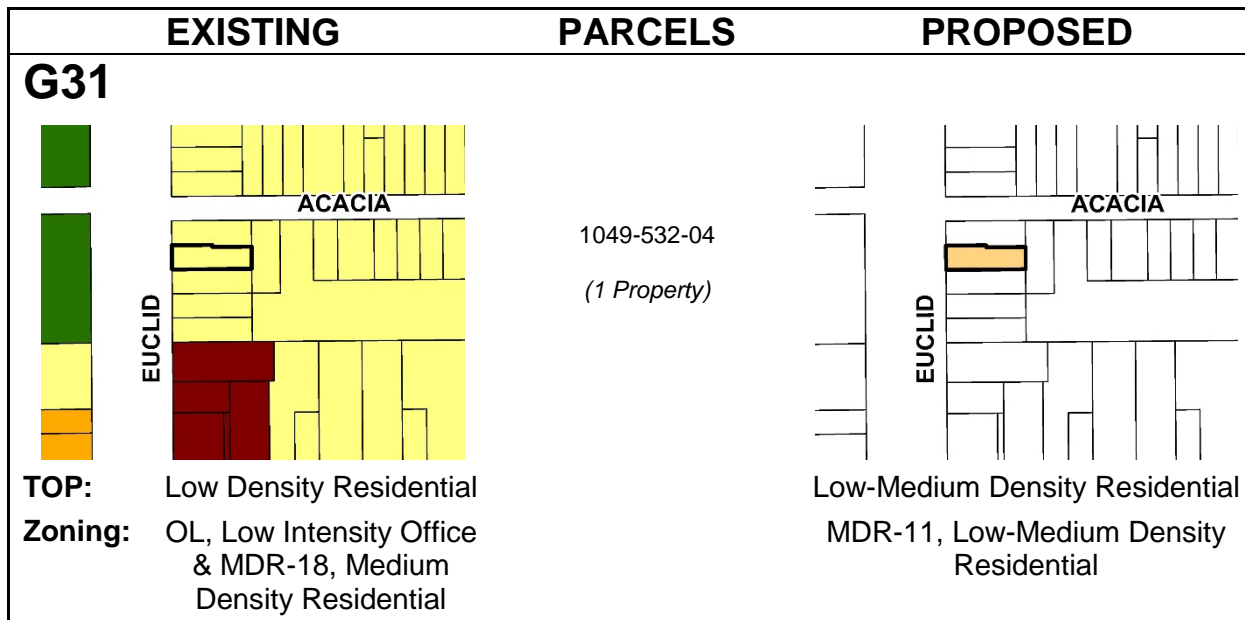 EXISTING PARCELS PROPOSED
G31
ACACIA
EUCLID
1049-532-04
(1 Property)
ACACIA
EUCLID
TOP: Low Density Residential Low-Medium Density Residential
Zoning: OL, Low Intensity Office MDR-11, Low-Medium Density
& MDR-18, Medium Residential
Density Residential